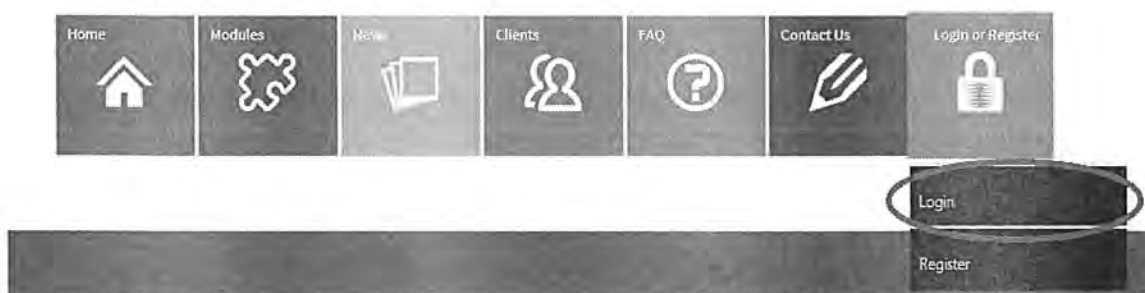 Home
Modules
News
Clients
FAQ
Contact Us
Login or Register
Login
Register